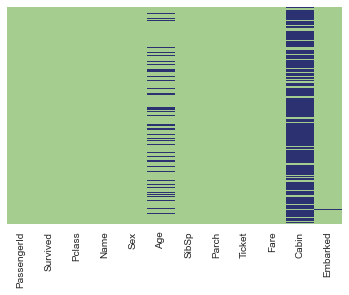 PassengerId
Survived
Pclass
Name
Sex
Age
SibSp
Parch
Ticket
Fare
Cabin
Embarked